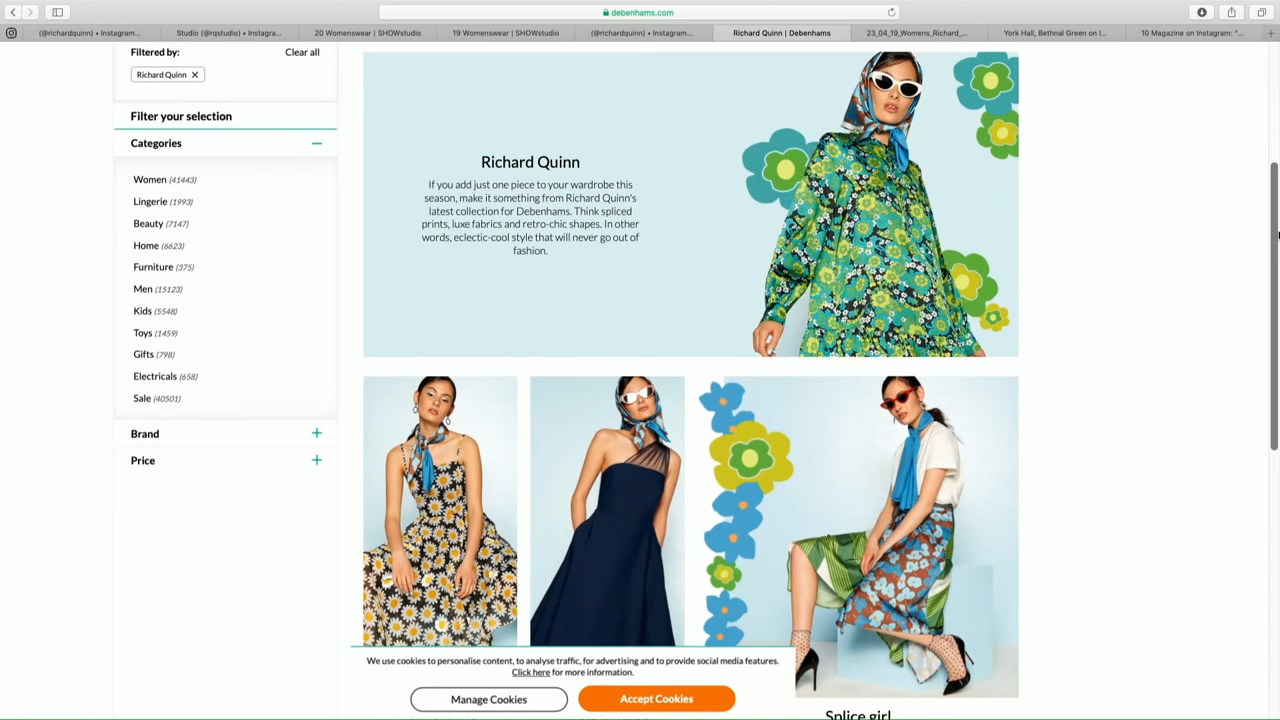 debenhams.com
(@richardquinn) • Instagram...
Studio (@rqstudio) • Instagra...
20 Womenswear | SHOWstudio
19 Womenswear | SHOWstudio
(@richardquinn) • Instagram...
Richard Quinn | Debenhams
23_04_19_Womens_Richard_...
York Hall, Bethnal Green on I...
10 Magazine on Instagram: "...
Filtered by:
Clear all
Richard Quinn
Filter your selection
Categories
Women (41443)
Lingerie (1993)
Beauty (7147)
Home (6623)
Furniture (375)
Men (15123)
Kids (5548)
Toys (1459)
Gifts (798)
Electricals (658)
Sale (40501)
Brand
Price
Richard Quinn
If you add just one piece to your wardrobe this
season, make it something from Richard Quinn's
latest collection for Debenhams. Think spliced
prints, luxe fabrics and retro-chic shapes. In other
words, eclectic-cool style that will never go out of
fashion.
We use cookies to personalise content, to analyse traffic, for advertising and to provide social media features.
Click here for more information.
Manage Cookies
Accept Cookies
Splice girl